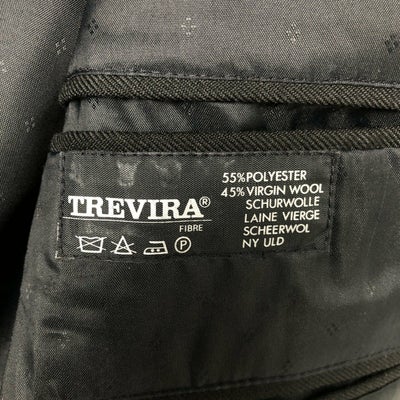 TREVIRA®
FIBRE
P
55% POLYESTER
45% VIRGIN WOOL
SCHURWOLLE
LAINE VIERGE
SCHEERWOL
NY ULD